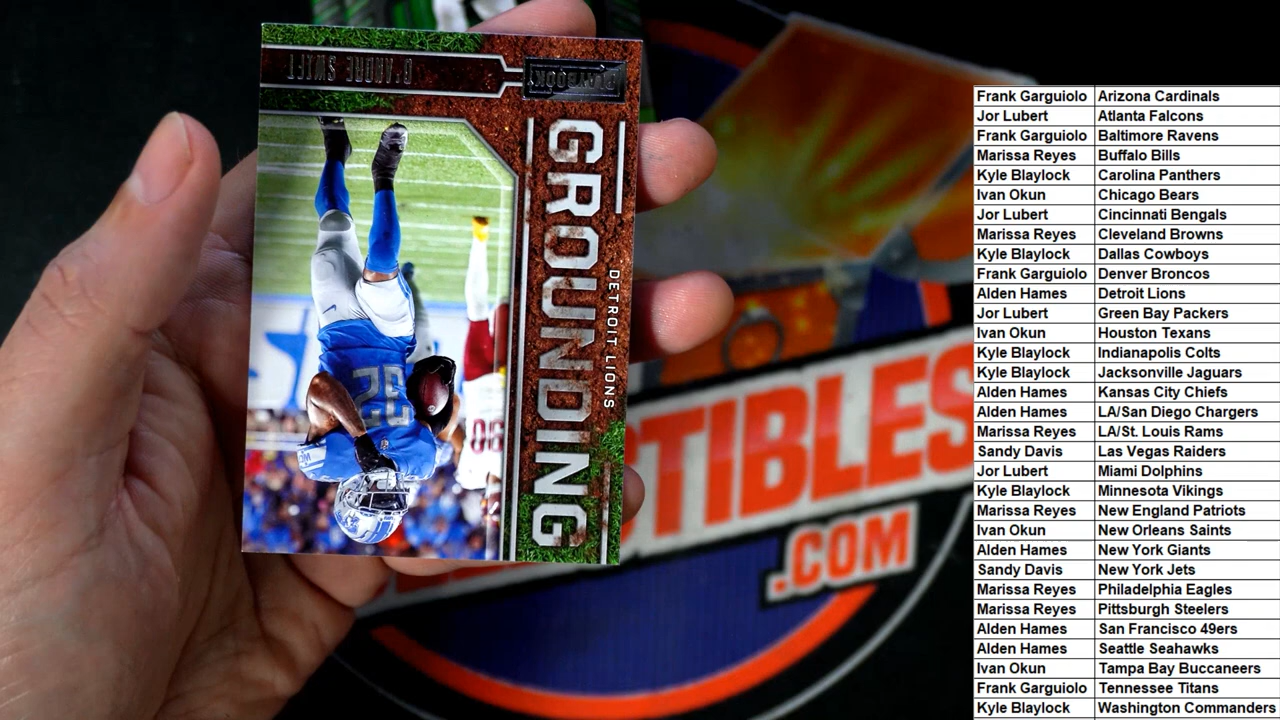 D'ANDRE SWIFT
PLAYBOOK
GROUNDING
DETROIT LIONS
32
TIBLES
.COM
Frank Garguiolo Arizona Cardinals
Jor Lubert Atlanta Falcons
Frank Garguiolo Baltimore Ravens
Marissa Reyes Buffalo Bills
Kyle Blaylock Carolina Panthers
Ivan Okun Chicago Bears
Jor Lubert Cincinnati Bengals
Marissa Reyes Cleveland Browns
Kyle Blaylock Dallas Cowboys
Frank Garguiolo Denver Broncos
Alden Hames Detroit Lions
Jor Lubert Green Bay Packers
Ivan Okun Houston Texans
Kyle Blaylock Indianapolis Colts
Kyle Blaylock Jacksonville Jaguars
Alden Hames Kansas City Chiefs
Alden Hames LA/San Diego Chargers
Marissa Reyes LA/St. Louis Rams
Sandy Davis Las Vegas Raiders
Jor Lubert Miami Dolphins
Kyle Blaylock Minnesota Vikings
Marissa Reyes New England Patriots
Ivan Okun New Orleans Saints
Alden Hames New York Giants
Sandy Davis New York Jets
Marissa Reyes Philadelphia Eagles
Marissa Reyes Pittsburgh Steelers
Alden Hames San Francisco 49ers
Alden Hames Seattle Seahawks
Ivan Okun Tampa Bay Buccaneers
Frank Garguiolo Tennessee Titans
Kyle Blaylock Washington Commanders